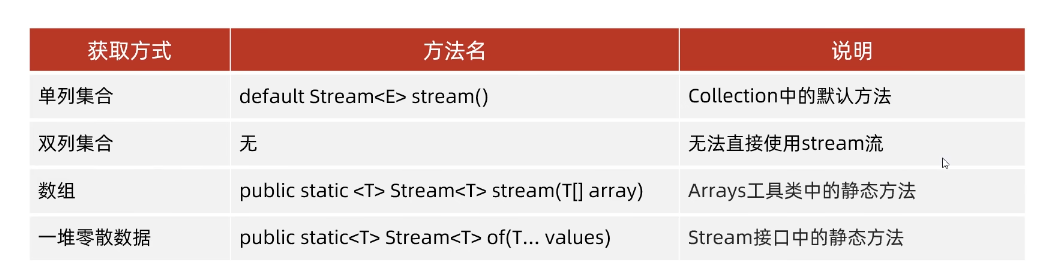 获取方式 方法名 说明
单列集合 default Stream<E> stream() Collection中的默认方法
双列集合 无 无法直接使用stream流
数组 public static <T> Stream<T> stream(T[] array) Arrays工具类中的静态方法
一堆零散数据 public static<T> Stream<T> of(T... values) Stream接口中的静态方法